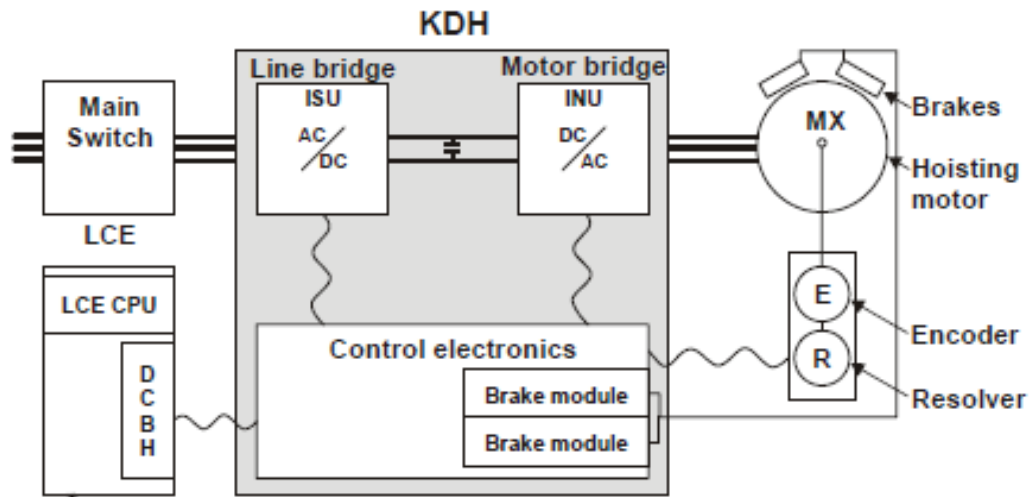 KDH
Line bridge
Motor bridge
Main
Switch
ISU
AC
DC
INU
DC
AC
MX
Brakes
Hoisting
motor
LCE
LCE CPU
D
C
B
H
Control electronics
Brake module
Brake module
E
R
Encoder
Resolver